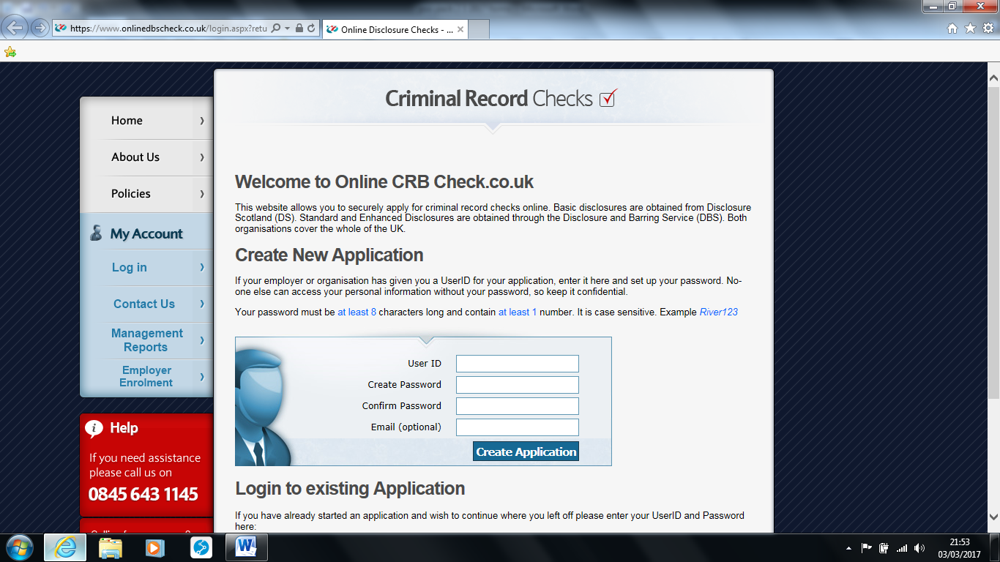 https://www.onlinedbscheck.co.uk/login.aspx?retu
Online Disclosure Checks - ...
Criminal Record Checks
Home
About Us
Policies
My Account
Log in
Contact Us
Management
Reports
Employer
Enrolment
Help
If you need assistance
please call us on
0845 643 1145
Welcome to Online CRB Check.co.uk
This website allows you to securely apply for criminal record checks online. Basic disclosures are obtained from Disclosure
Scotland (DS). Standard and Enhanced Disclosures are obtained through the Disclosure and Barring Service (DBS). Both
organisations cover the whole of the UK.
Create New Application
If your employer or organisation has given you a UserID for your application, enter it here and set up your password. No-
one else can access your personal information without your password, so keep it confidential.
Your password must be at least 8 characters long and contain at least 1 number. It is case sensitive. Example River123
User ID
Create Password
Confirm Password
Email (optional)
Create Application
Login to existing Application
If you have already started an application and wish to continue where you left off please enter your UserID and Password
here:
21:53
03/03/2017